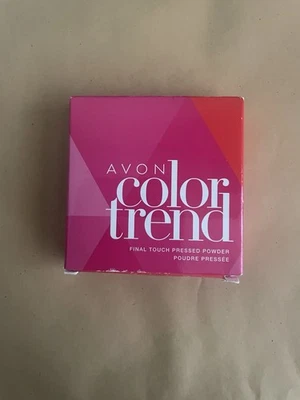 AVON
color
trend
FINAL TOUCH PRESSED POWDER
POUDRE PRESSÉE